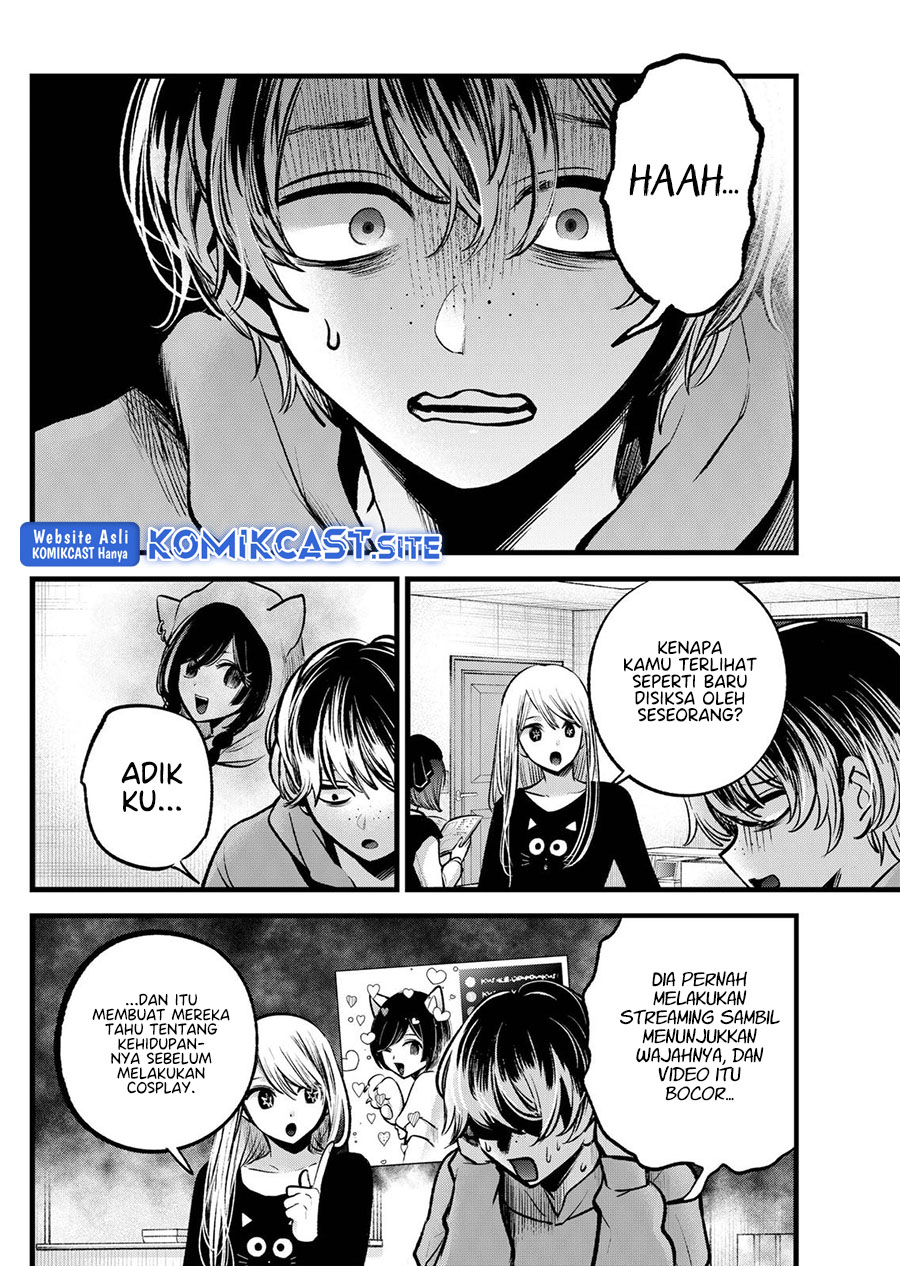 HAAH...
Website Asli
KOMIKCAST Hanya
KOMIKCAST.SITE
KENAPA
KAMU TERLIHAT
SEPERTI BARU
DISIKSA OLEH
SESEORANG?
ADIK
KU...
DIA PERNAH
MELAKUKAN
STREAMING SAMBIL
MENUNJUKKAN
WAJAHNYA, DAN
VIDEO ITU
BOCOR...
...DAN ITU
MEMBUAT MEREKA
TAHU TENTANG
KEHIDUPAN-
NYA SEBELUM
MELAKUKAN
COSPLAY.